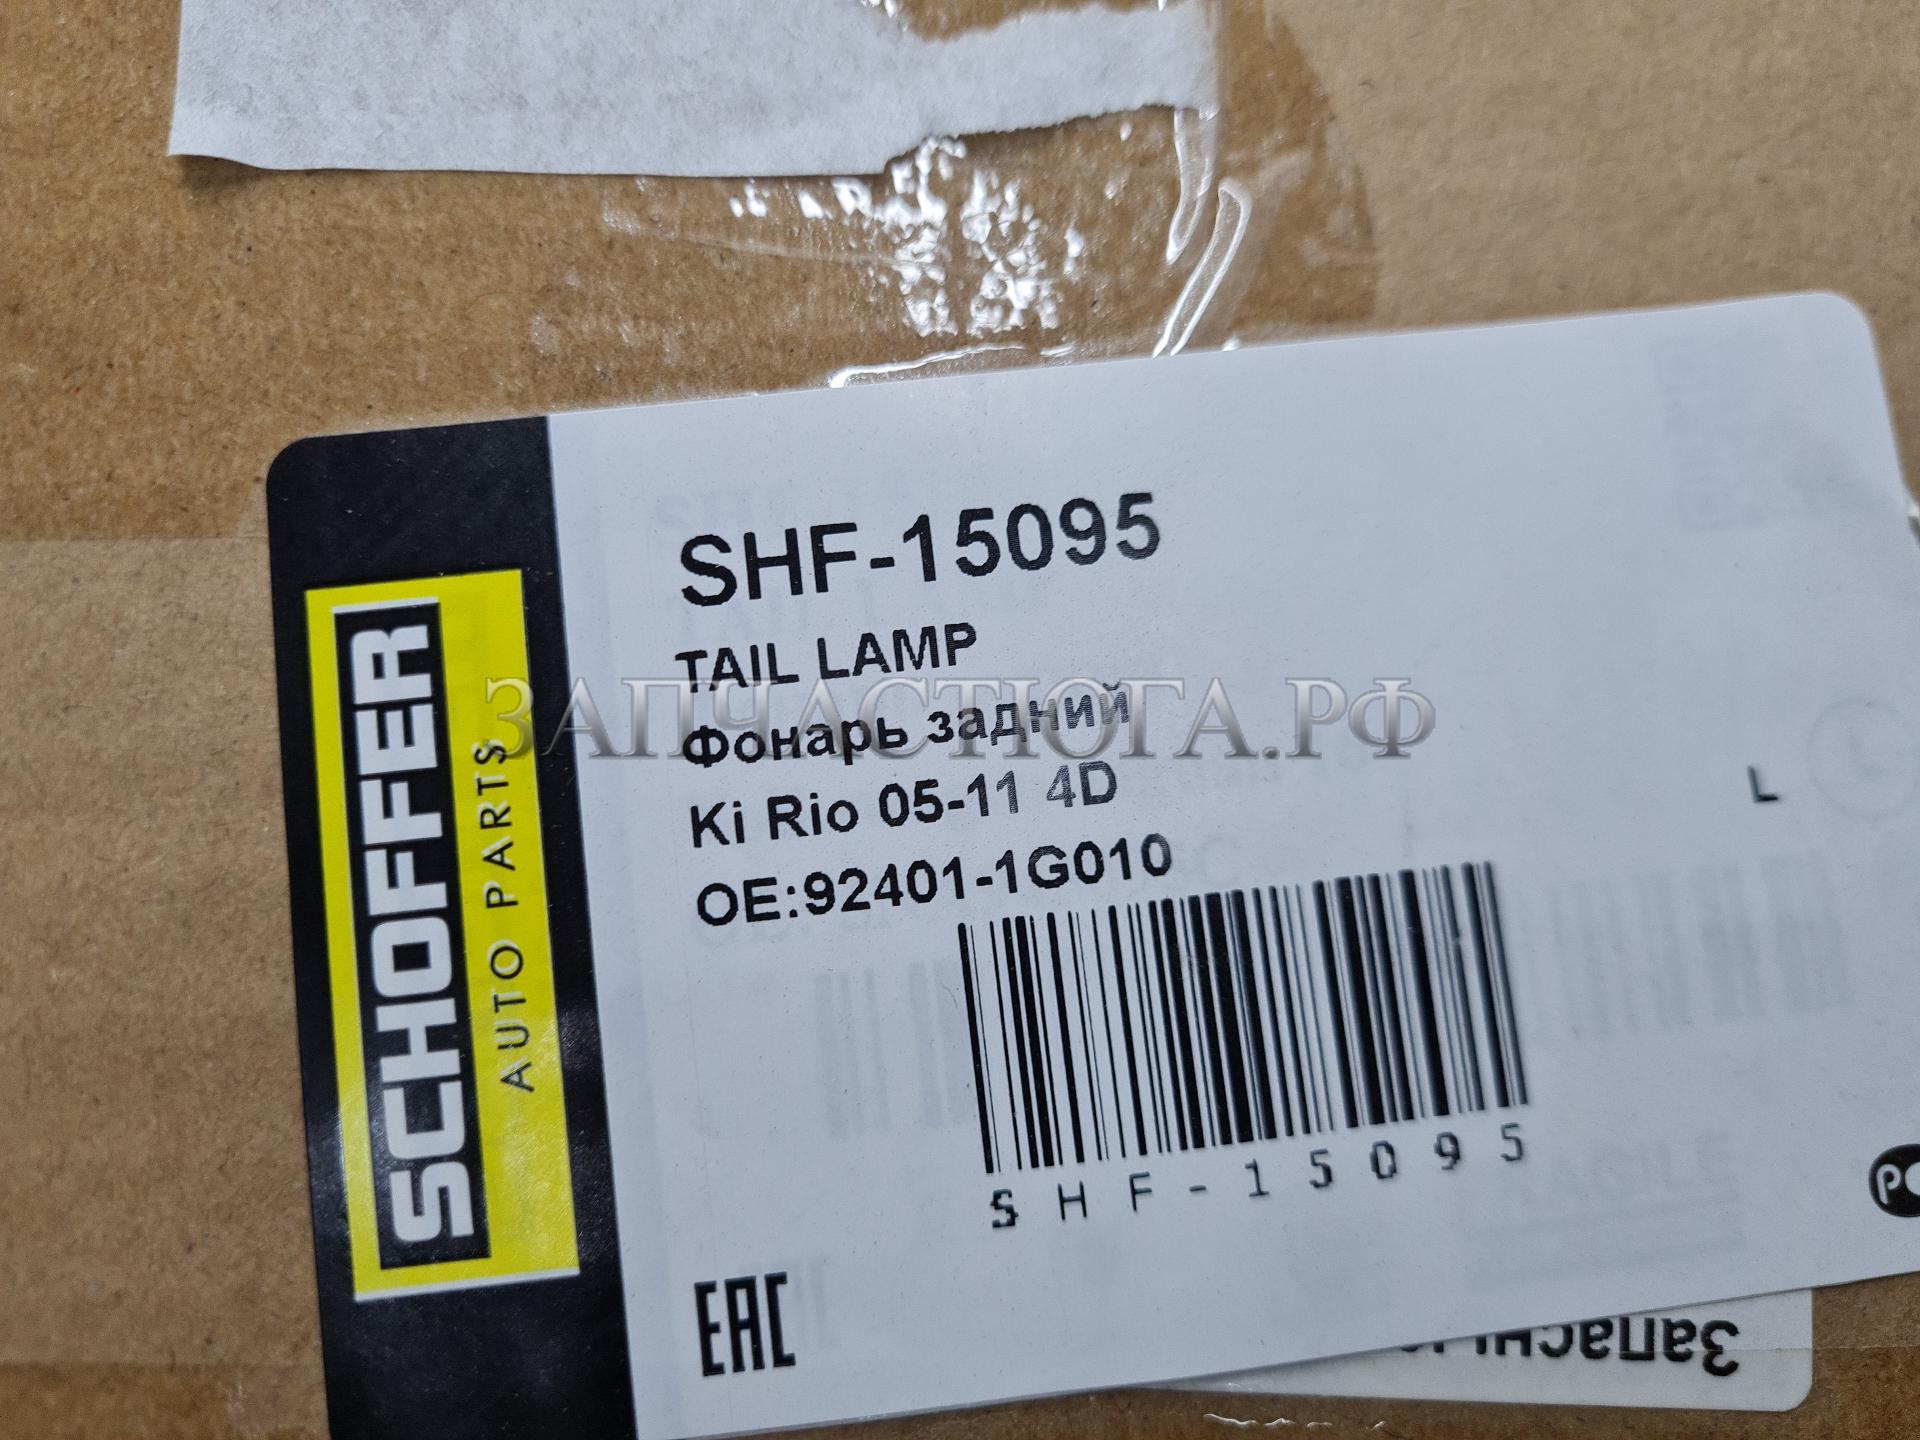 SCHOFFER
AUTO PARTS
SHF-15095
TAIL LAMP
Фонарь задний
Ki Rio 05-11 4D
L
OE:92401-1G010
SHF-15095
EAC
ЗАПЧАСТЮГА.РФ